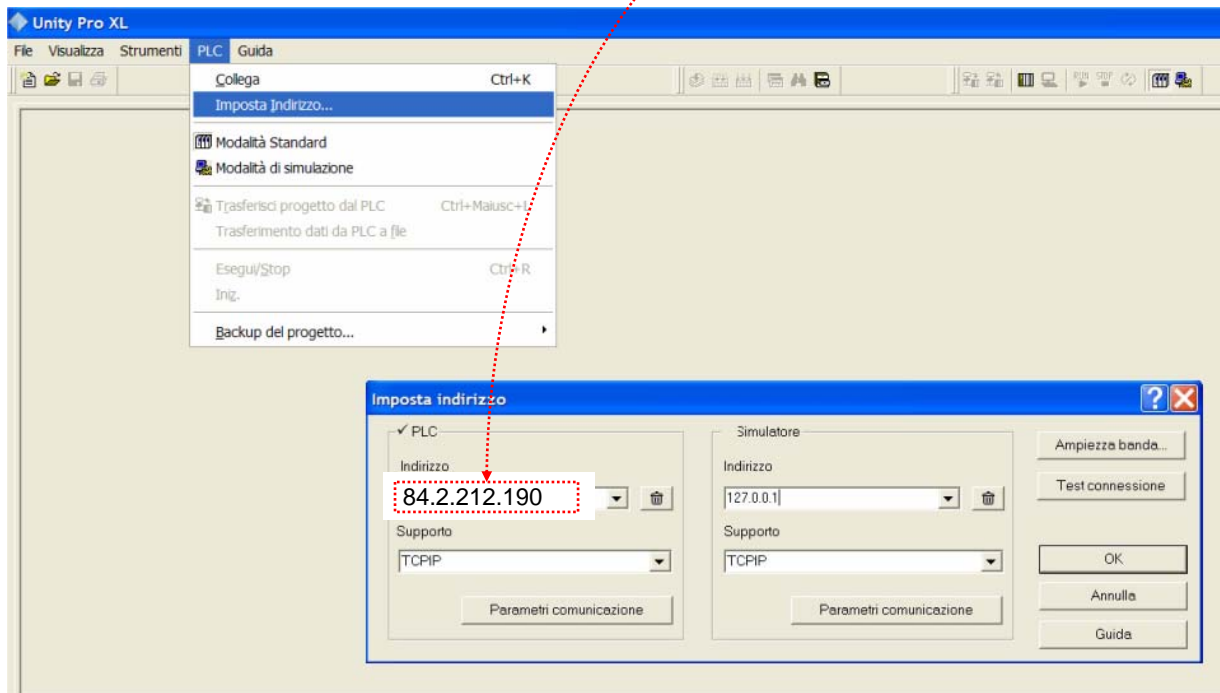 Unity Pro XL
File Visualizza Strumenti PLC Guida
Collega Ctrl+K
Imposta Indirizzo...
Modalità Standard
Modalità di simulazione
Trasferisci progetto dal PLC Ctrl+Maiusc+L
Trasferimento dati da PLC a file
Esegui/Stop Ctrl+R
Iniz.
Backup del progetto...
RUN STOP
Imposta indirizzo
PLC
Indirizzo
84.2.212.190
Supporto
TCPIP
Parametri comunicazione
Simulatore
Indirizzo
127.0.0.1
Supporto
TCPIP
Parametri comunicazione
Ampiezza banda...
Test connessione
OK
Annulla
Guida